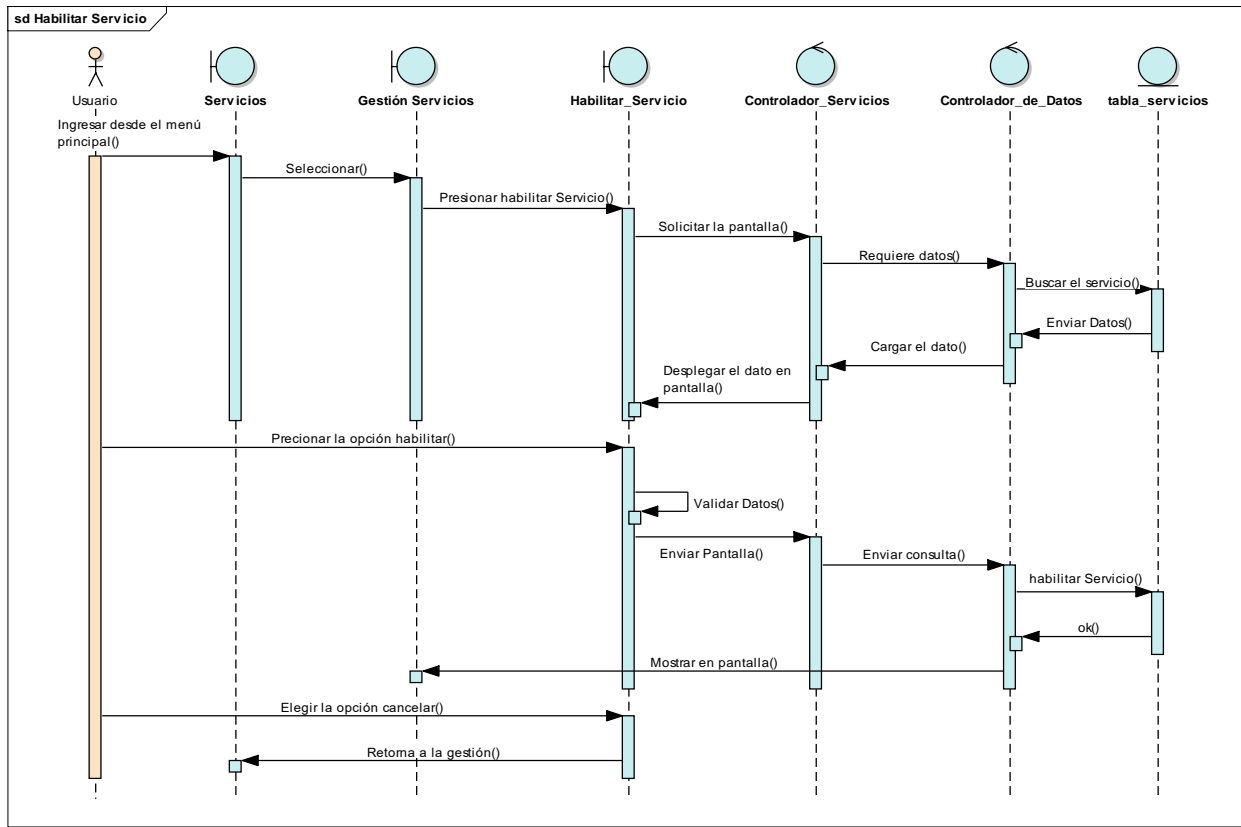 sd Habilitar Servicio
Usuario
Servicios
Gestión Servicios
Habilitar_Servicio
Controlador_Servicios
Controlador_de_Datos
tabla_servicios
Ingresar desde el menú
principal()
Seleccionar()
Presionar habilitar Servicio()
Solicitar la pantalla()
Requiere datos()
Buscar el servicio()
Enviar Datos()
Cargar el dato()
Desplegar el dato en
pantalla()
Precionar la opción habilitar()
Validar Datos()
Enviar Pantalla()
Enviar consulta()
habilitar Servicio()
ok()
Mostrar en pantalla()
Elegir la opción cancelar()
Retorna a la gestión()